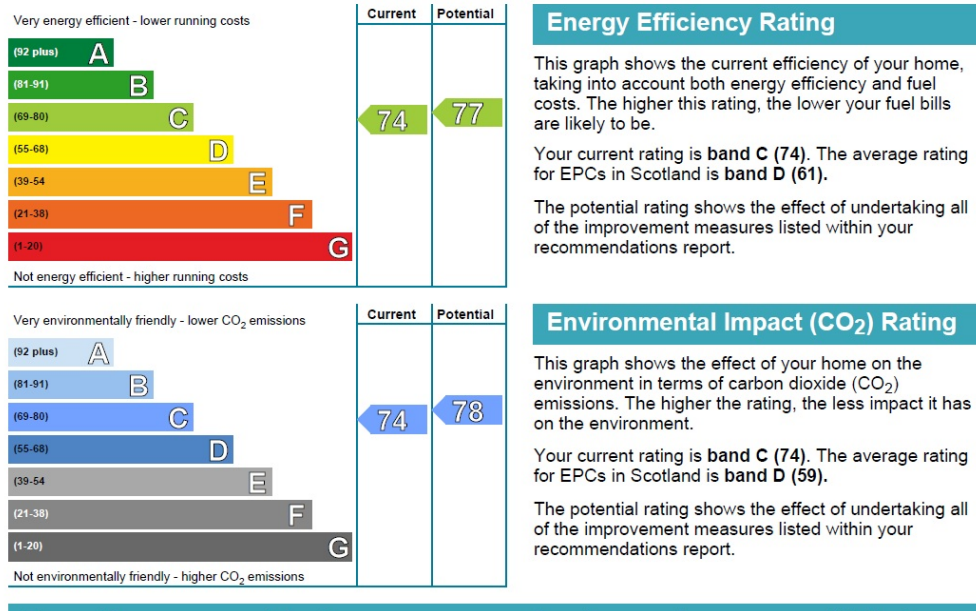 Very energy efficient - lower running costs
Current
Potential
(92 plus) A
(81-91) B
(69-80) C
(55-68) D
(39-54 E
(21-38) F
(1-20) G
74
77
Not energy efficient - higher running costs
Energy Efficiency Rating
This graph shows the current efficiency of your home,
taking into account both energy efficiency and fuel
costs. The higher this rating, the lower your fuel bills
are likely to be.
Your current rating is band C (74). The average rating
for EPCs in Scotland is band D (61).
The potential rating shows the effect of undertaking all
of the improvement measures listed within your
recommendations report.
Very environmentally friendly - lower CO2 emissions
Current
Potential
(92 plus) A
(81-91) B
(69-80) C
(55-68) D
(39-54 E
(21-38) F
(1-20) G
74
78
Not environmentally friendly - higher CO2 emissions
Environmental Impact (CO2) Rating
This graph shows the effect of your home on the
environment in terms of carbon dioxide (CO2)
emissions. The higher the rating, the less impact it has
on the environment.
Your current rating is band C (74). The average rating
for EPCs in Scotland is band D (59).
The potential rating shows the effect of undertaking all
of the improvement measures listed within your
recommendations report.